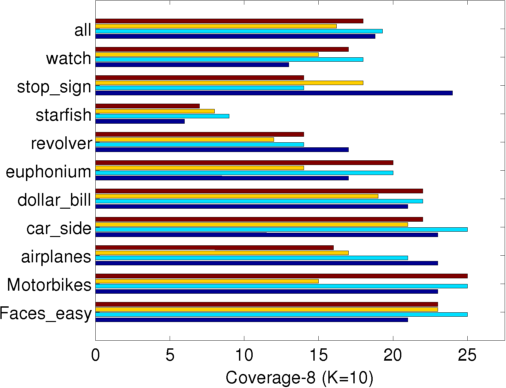 all
watch
stop_sign
starfish
revolver
euphonium
dollar_bill
car_side
airplanes
Motorbikes
Faces_easy
0 5 10 15 20 25
Coverage-8 (K=10)